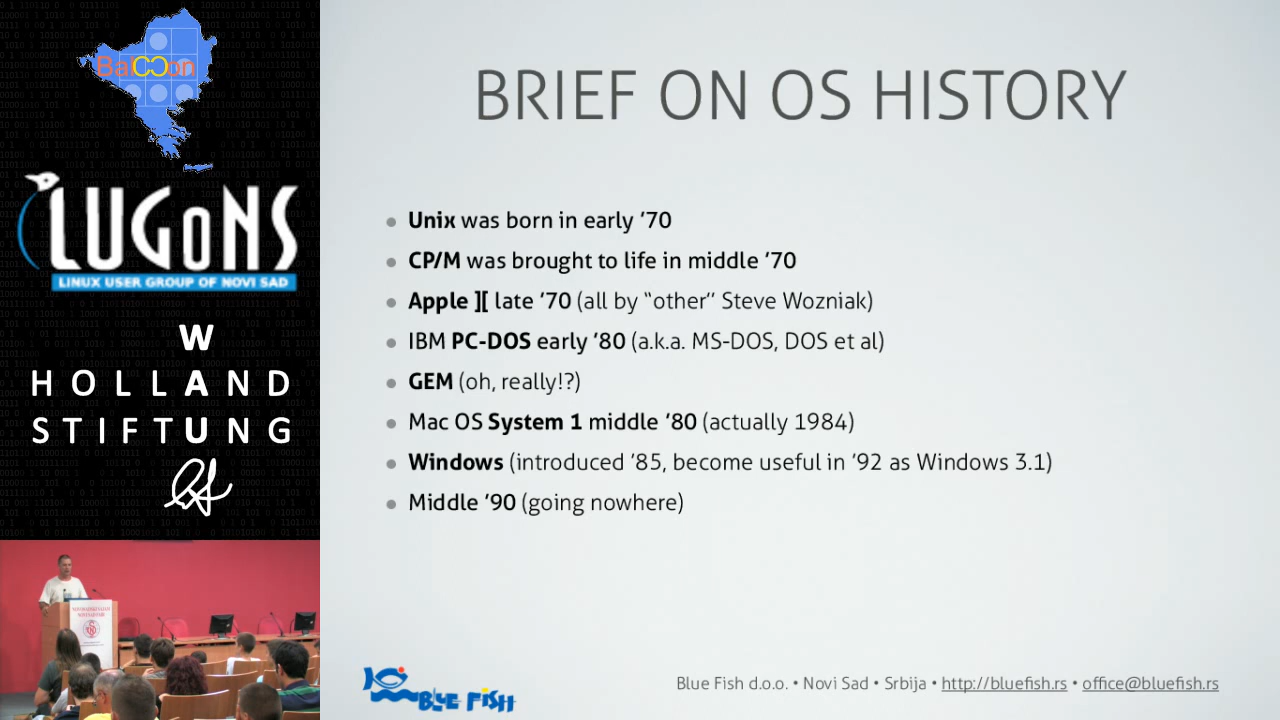 BalCCon
LUGoNS
LINUX USER GROUP OF NOVI SAD
W
HOLLAND
STIFTUNG
BRIEF ON OS HISTORY
Unix was born in early ’70
CP/M was brought to life in middle ’70
Apple ][ late ’70 (all by “other” Steve Wozniak)
IBM PC-DOS early ’80 (a.k.a. MS-DOS, DOS et al)
GEM (oh, really!?)
Mac OS System 1 middle ’80 (actually 1984)
Windows (introduced ’85, become useful in ’92 as Windows 3.1)
Middle ’90 (going nowhere)
BLUE FISH
Blue Fish d.o.o. • Novi Sad • Srbija • http://bluefish.rs • office@bluefish.rs